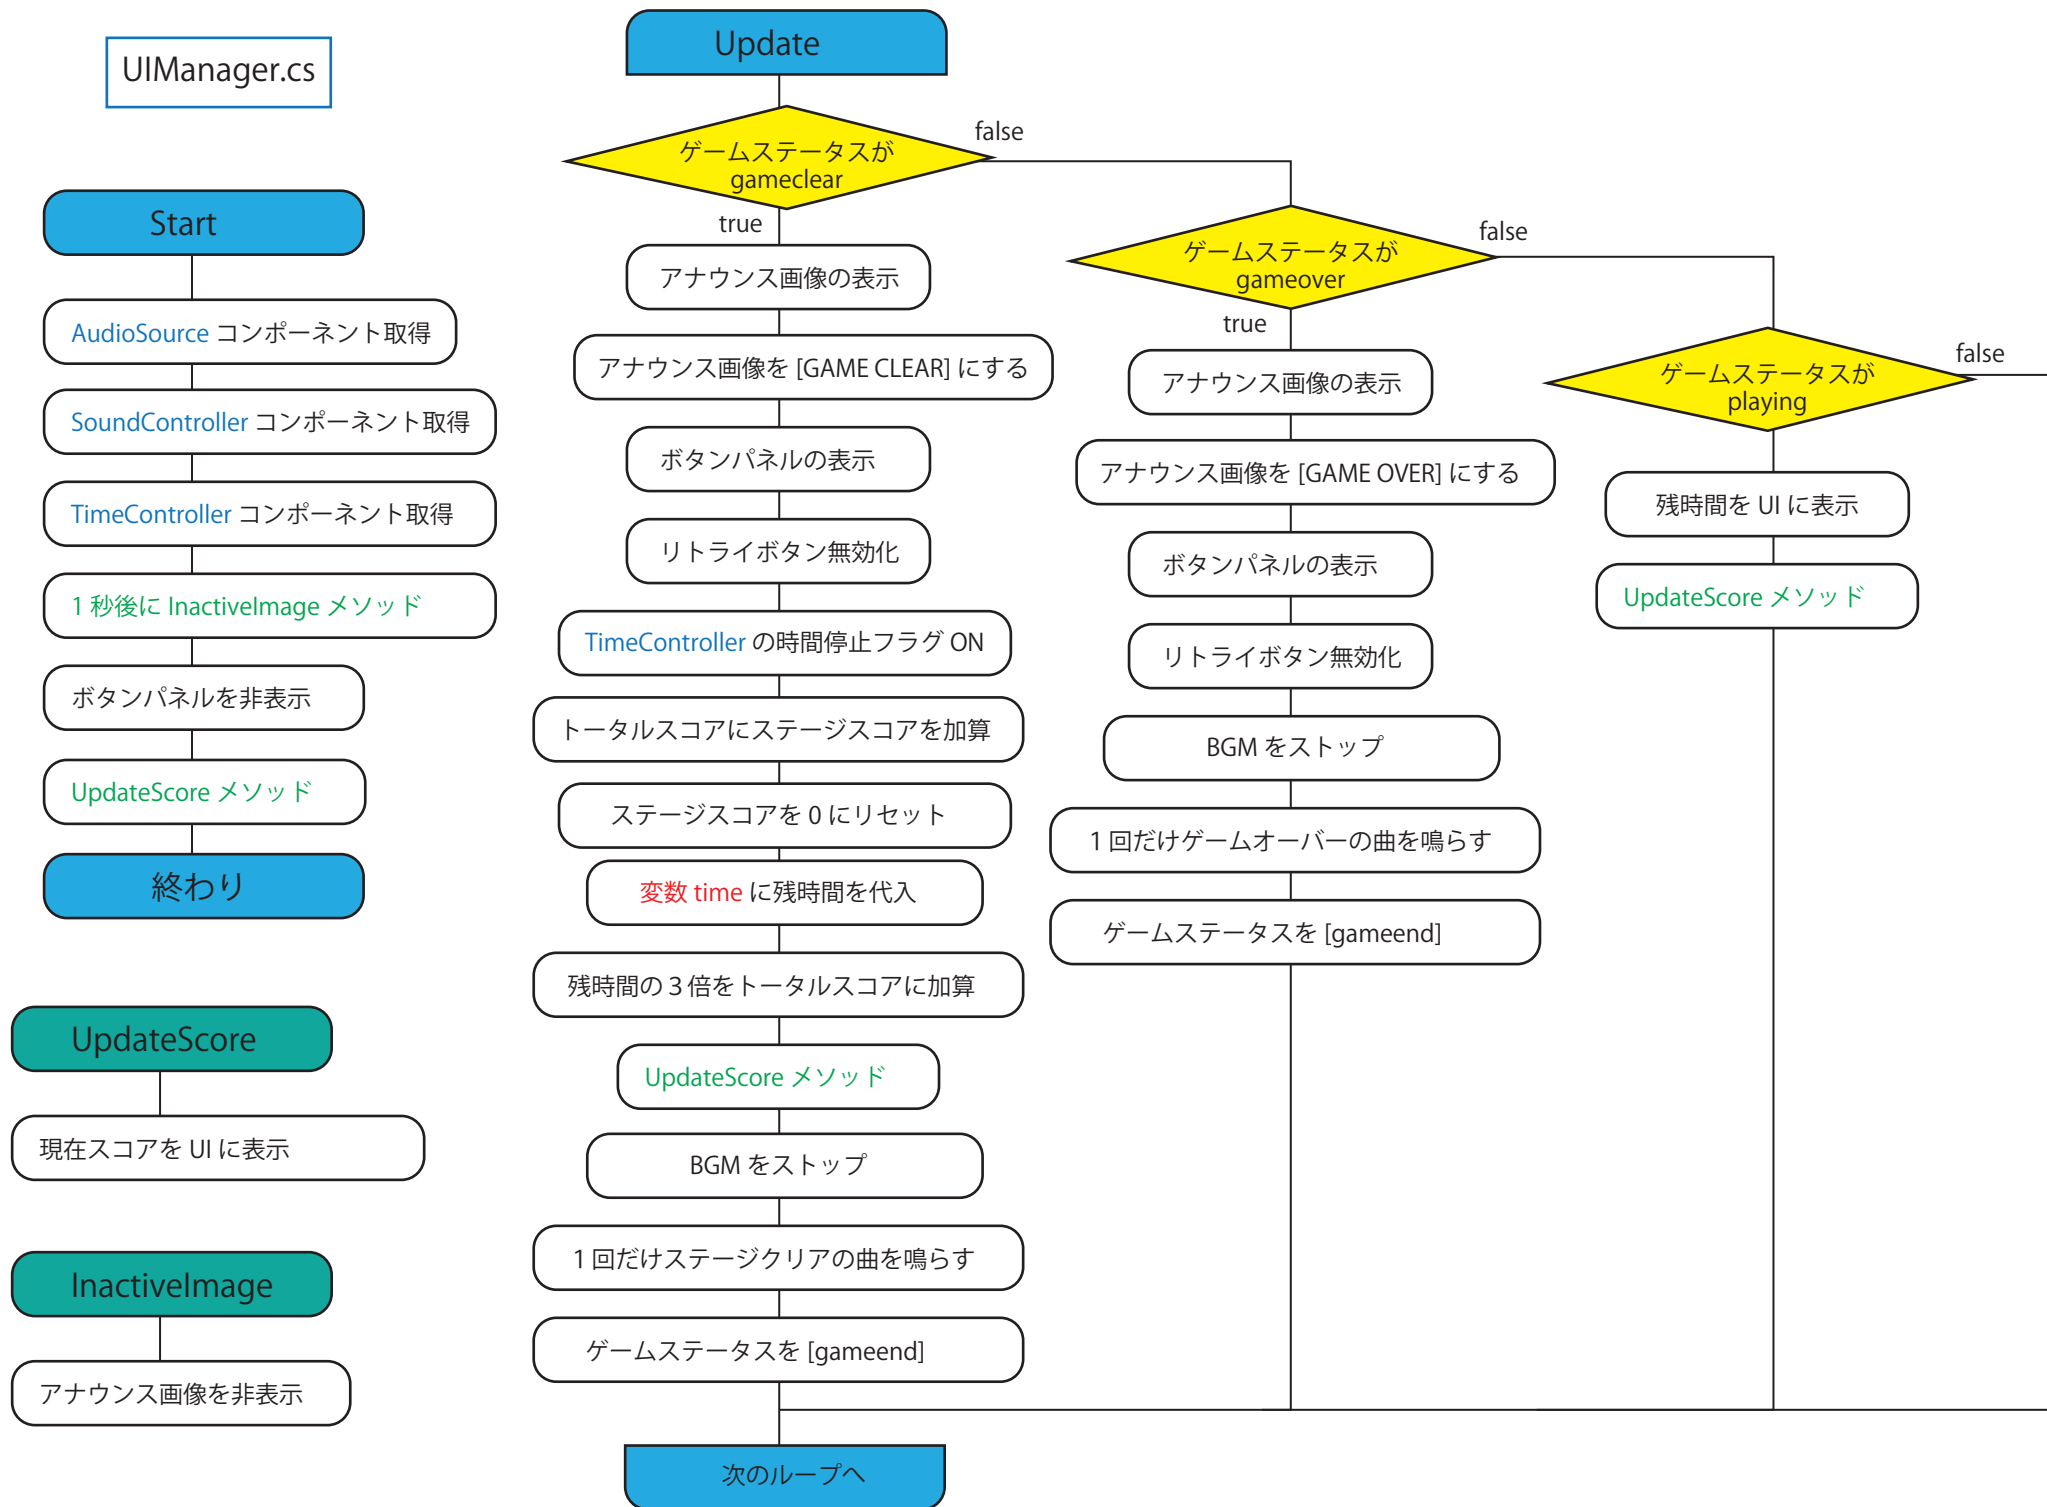 UIManager.cs
Start
AudioSource コンポーネント取得
SoundController コンポーネント取得
TimeController コンポーネント取得
1 秒後に InactiveImage メソッド
ボタンパネルを非表示
UpdateScore メソッド
終わり
UpdateScore
現在スコアを UI に表示
InactiveImage
アナウンス画像を非表示
Update
ゲームステータスが
gameclear
false
true
アナウンス画像の表示
アナウンス画像を [GAME CLEAR] にする
ボタンパネルの表示
リトライボタン無効化
TimeController の時間停止フラグ ON
トータルスコアにステージスコアを加算
ステージスコアを 0 にリセット
変数 time に残時間を代入
残時間の 3 倍をトータルスコアに加算
UpdateScore メソッド
BGM をストップ
1 回だけステージクリアの曲を鳴らす
ゲームステータスを [gameend]
次のループへ
ゲームステータスが
gameover
false
true
アナウンス画像の表示
アナウンス画像を [GAME OVER] にする
ボタンパネルの表示
リトライボタン無効化
BGM をストップ
1 回だけゲームオーバーの曲を鳴らす
ゲームステータスを [gameend]
ゲームステータスが
playing
false
残時間を UI に表示
UpdateScore メソッド